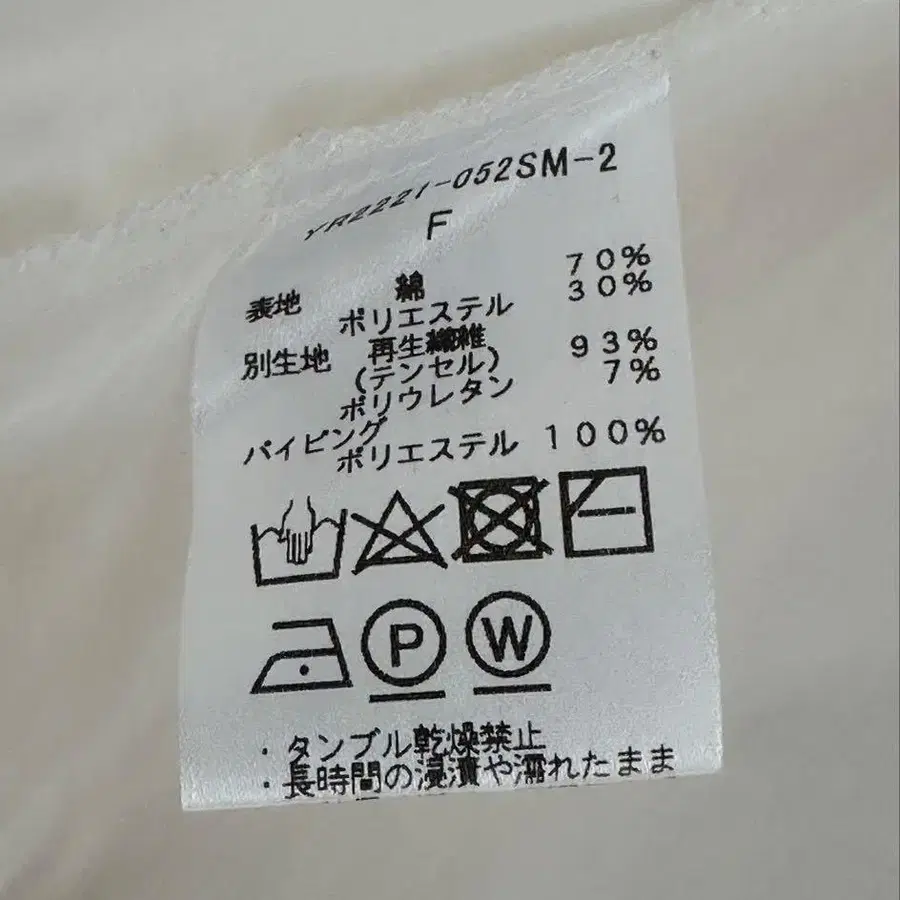 YR2221-052SM-2
F
表地 綿 70%
ポリエステル 30%
別生地 再生繊維
(テンセル) 93%
ポリウレタン 7%
パイピング
ポリエステル 100%
P W
・タンブル乾燥禁止
・長時間の浸漬や濡れたまま